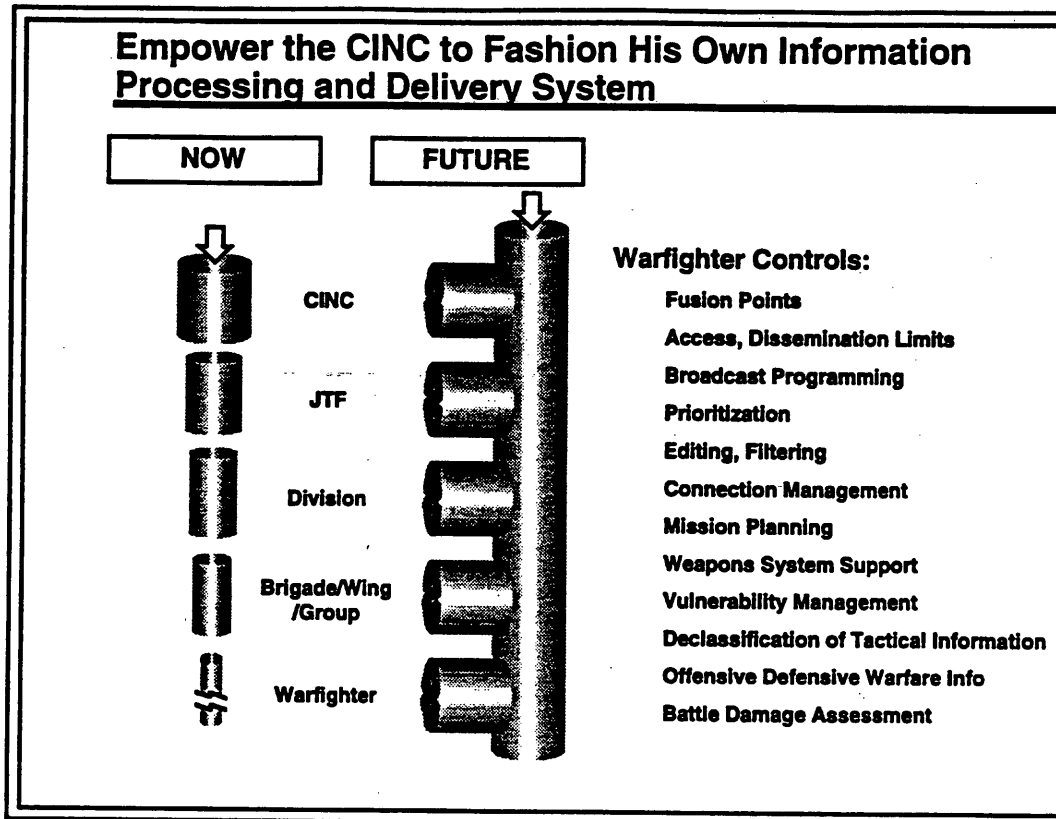 Empower the CINC to Fashion His Own Information
Processing and Delivery System
NOW
FUTURE
CINC
JTF
Division
Brigade/Wing
/Group
Warfighter
Warfighter Controls:
Fusion Points
Access, Dissemination Limits
Broadcast Programming
Prioritization
Editing, Filtering
Connection Management
Mission Planning
Weapons System Support
Vulnerability Management
Declassification of Tactical Information
Offensive Defensive Warfare Info
Battle Damage Assessment